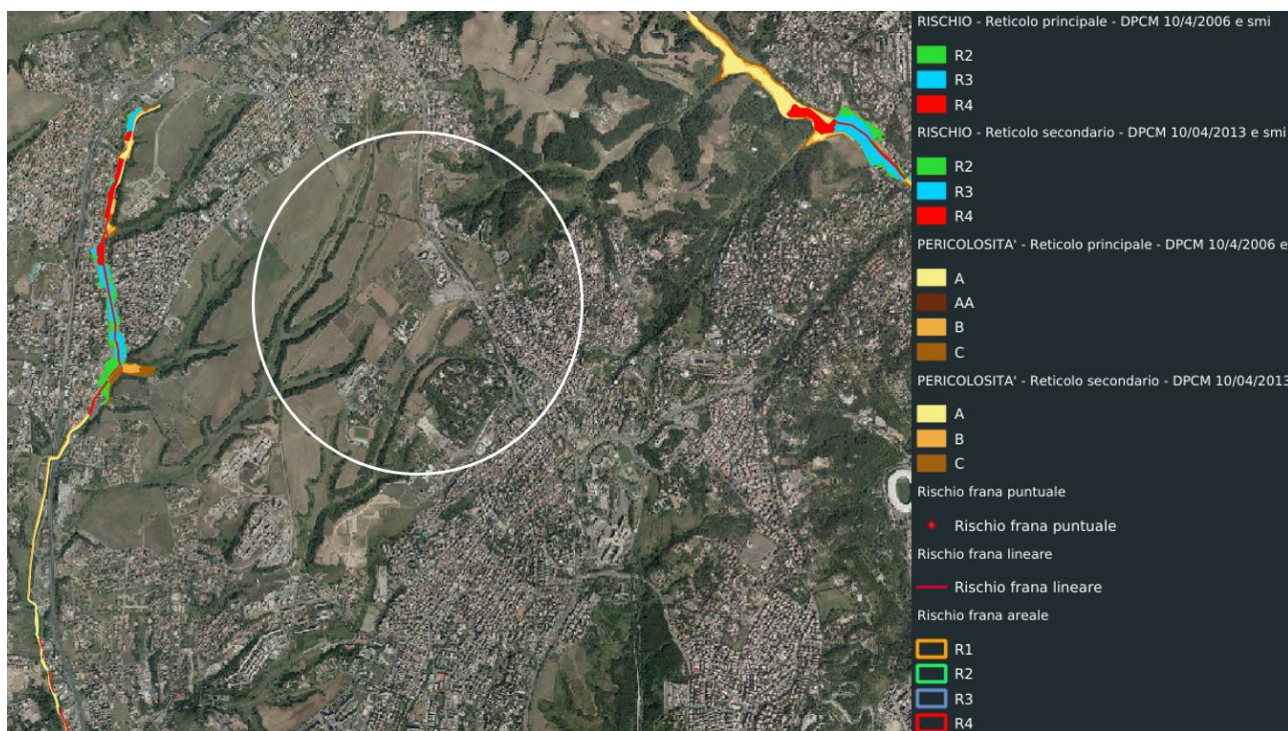 RISCHIO - Reticolo principale - DPCM 10/4/2006 e smi
R2
R3
R4
RISCHIO - Reticolo secondario - DPCM 10/04/2013 e smi
R2
R3
R4
PERICOLOSITA' - Reticolo principale - DPCM 10/4/2006 e
A
AA
B
C
PERICOLOSITA' - Reticolo secondario - DPCM 10/04/2013
A
B
C
Rischio frana puntuale
Rischio frana puntuale
Rischio frana lineare
Rischio frana lineare
Rischio frana areale
R1
R2
R3
R4